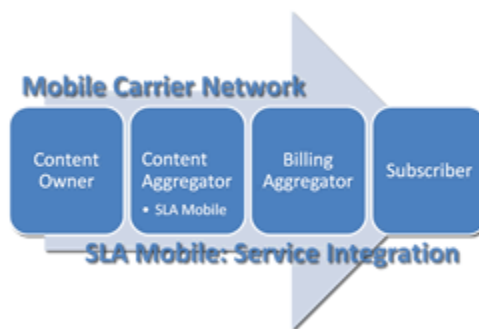 Mobile Carrier Network
Content
Owner
Content
Aggregator
• SLA Mobile
Billing
Aggregator
Subscriber
SLA Mobile: Service Integration